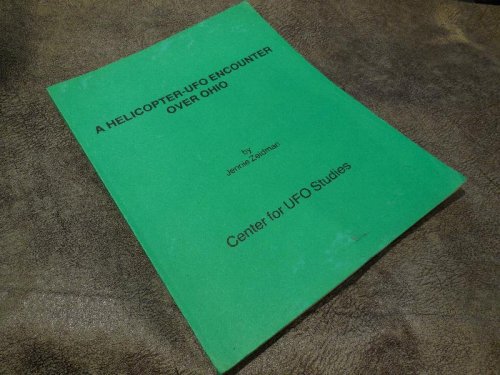 A HELICOPTER-UFO ENCOUNTER
OVER OHIO
by
Jennie Zeidman
Center for UFO Studies